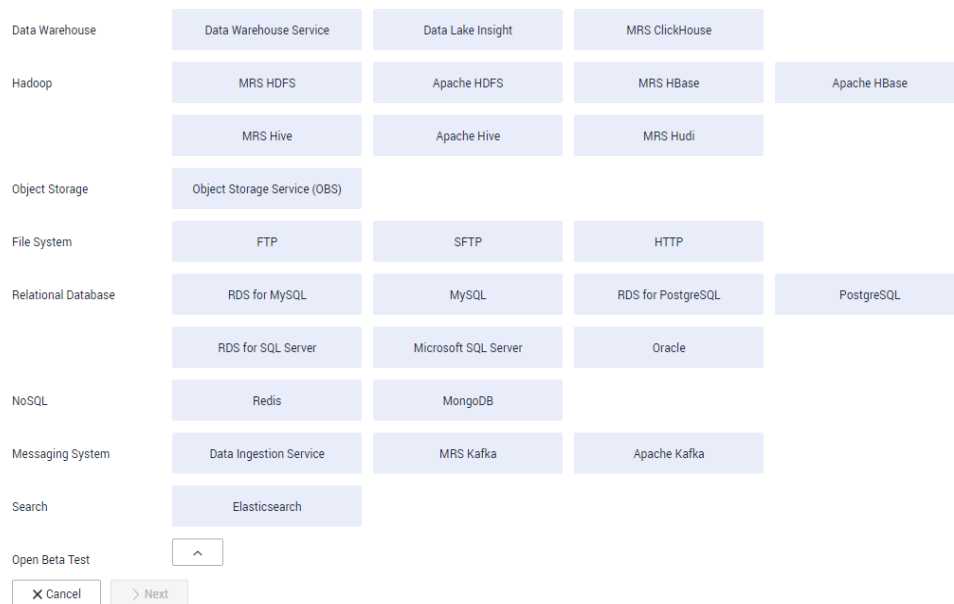 Data Warehouse Data Warehouse Service Data Lake Insight MRS ClickHouse
Hadoop MRS HDFS Apache HDFS MRS HBase Apache HBase
MRS Hive Apache Hive MRS Hudi
Object Storage Object Storage Service (OBS)
File System FTP SFTP HTTP
Relational Database RDS for MySQL MySQL RDS for PostgreSQL PostgreSQL
RDS for SQL Server Microsoft SQL Server Oracle
NoSQL Redis MongoDB
Messaging System Data Ingestion Service MRS Kafka Apache Kafka
Search Elasticsearch
Open Beta Test
Cancel Next